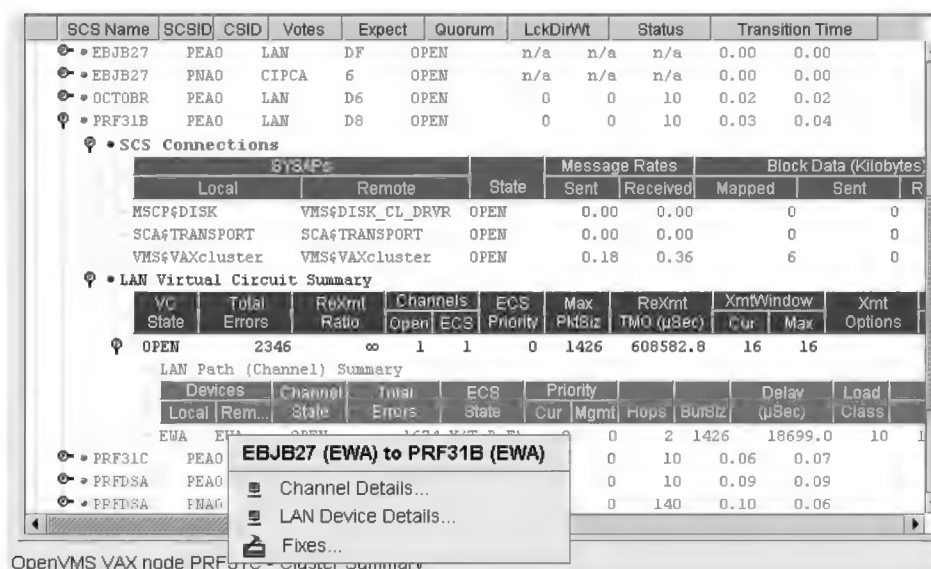 SCS Name SCSID CSID Votes Expect Quorum LckDirWt Status Transition Time
EBJB27 PEA0 LAN DF OPEN n/a n/a n/a 0.00 0.00
EBJB27 PNA0 CIPCA 6 OPEN n/a n/a n/a 0.00 0.00
OCTOBR PEA0 LAN D6 OPEN 0 0 10 0.02 0.02
PRF31B PEA0 LAN D8 OPEN 0 0 10 0.03 0.04
SCS Connections
SYSAPs State Message Rates Block Data (Kilobytes)
Local Remote Sent Received Mapped Sent R
MSCP$DISK VMS$DISK_CL_DRVR OPEN 0.00 0.00 0 0
SCA$TRANSPORT SCA$TRANSPORT OPEN 0.00 0.00 0 0
VMS$VAXcluster VMS$VAXcluster OPEN 0.18 0.36 6 0
LAN Virtual Circuit Summary
VC State Total Errors ReXmt Ratio Channels ECS Priority Max PktSiz ReXmt TMO (µSec) XmtWindow Xmt Options
Open ECS Cur Max
OPEN 2346 ∞ 1 1 0 1426 608582.8 16 16
LAN Path (Channel) Summary
Devices Channel State Total Errors ECS State Priority Hops BufSiz Delay (µSec) Load Class
Local Rem... Cur Mgmt
EWA OPEN 0 2 1426 18699.0 10 1
PRF31C PEA0 0 10 0.06 0.07
PRFDSA PEA0 0 10 0.09 0.09
PRFDSA PNA0 0 140 0.10 0.06
EBJB27 (EWA) to PRF31B (EWA)
Channel Details...
LAN Device Details...
Fixes...
OpenVMS VAX node PRF31C - Cluster Summary